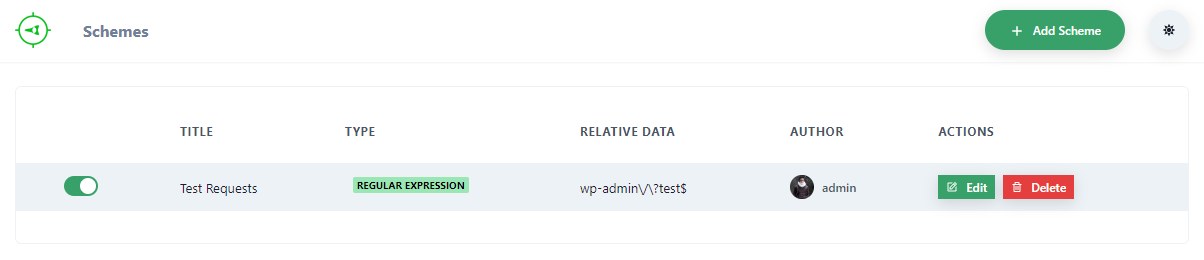 Schemes
+ Add Scheme
TITLE TYPE RELATIVE DATA AUTHOR ACTIONS
Test Requests REGULAR EXPRESSION wp-admin\/\?test$ admin Edit Delete